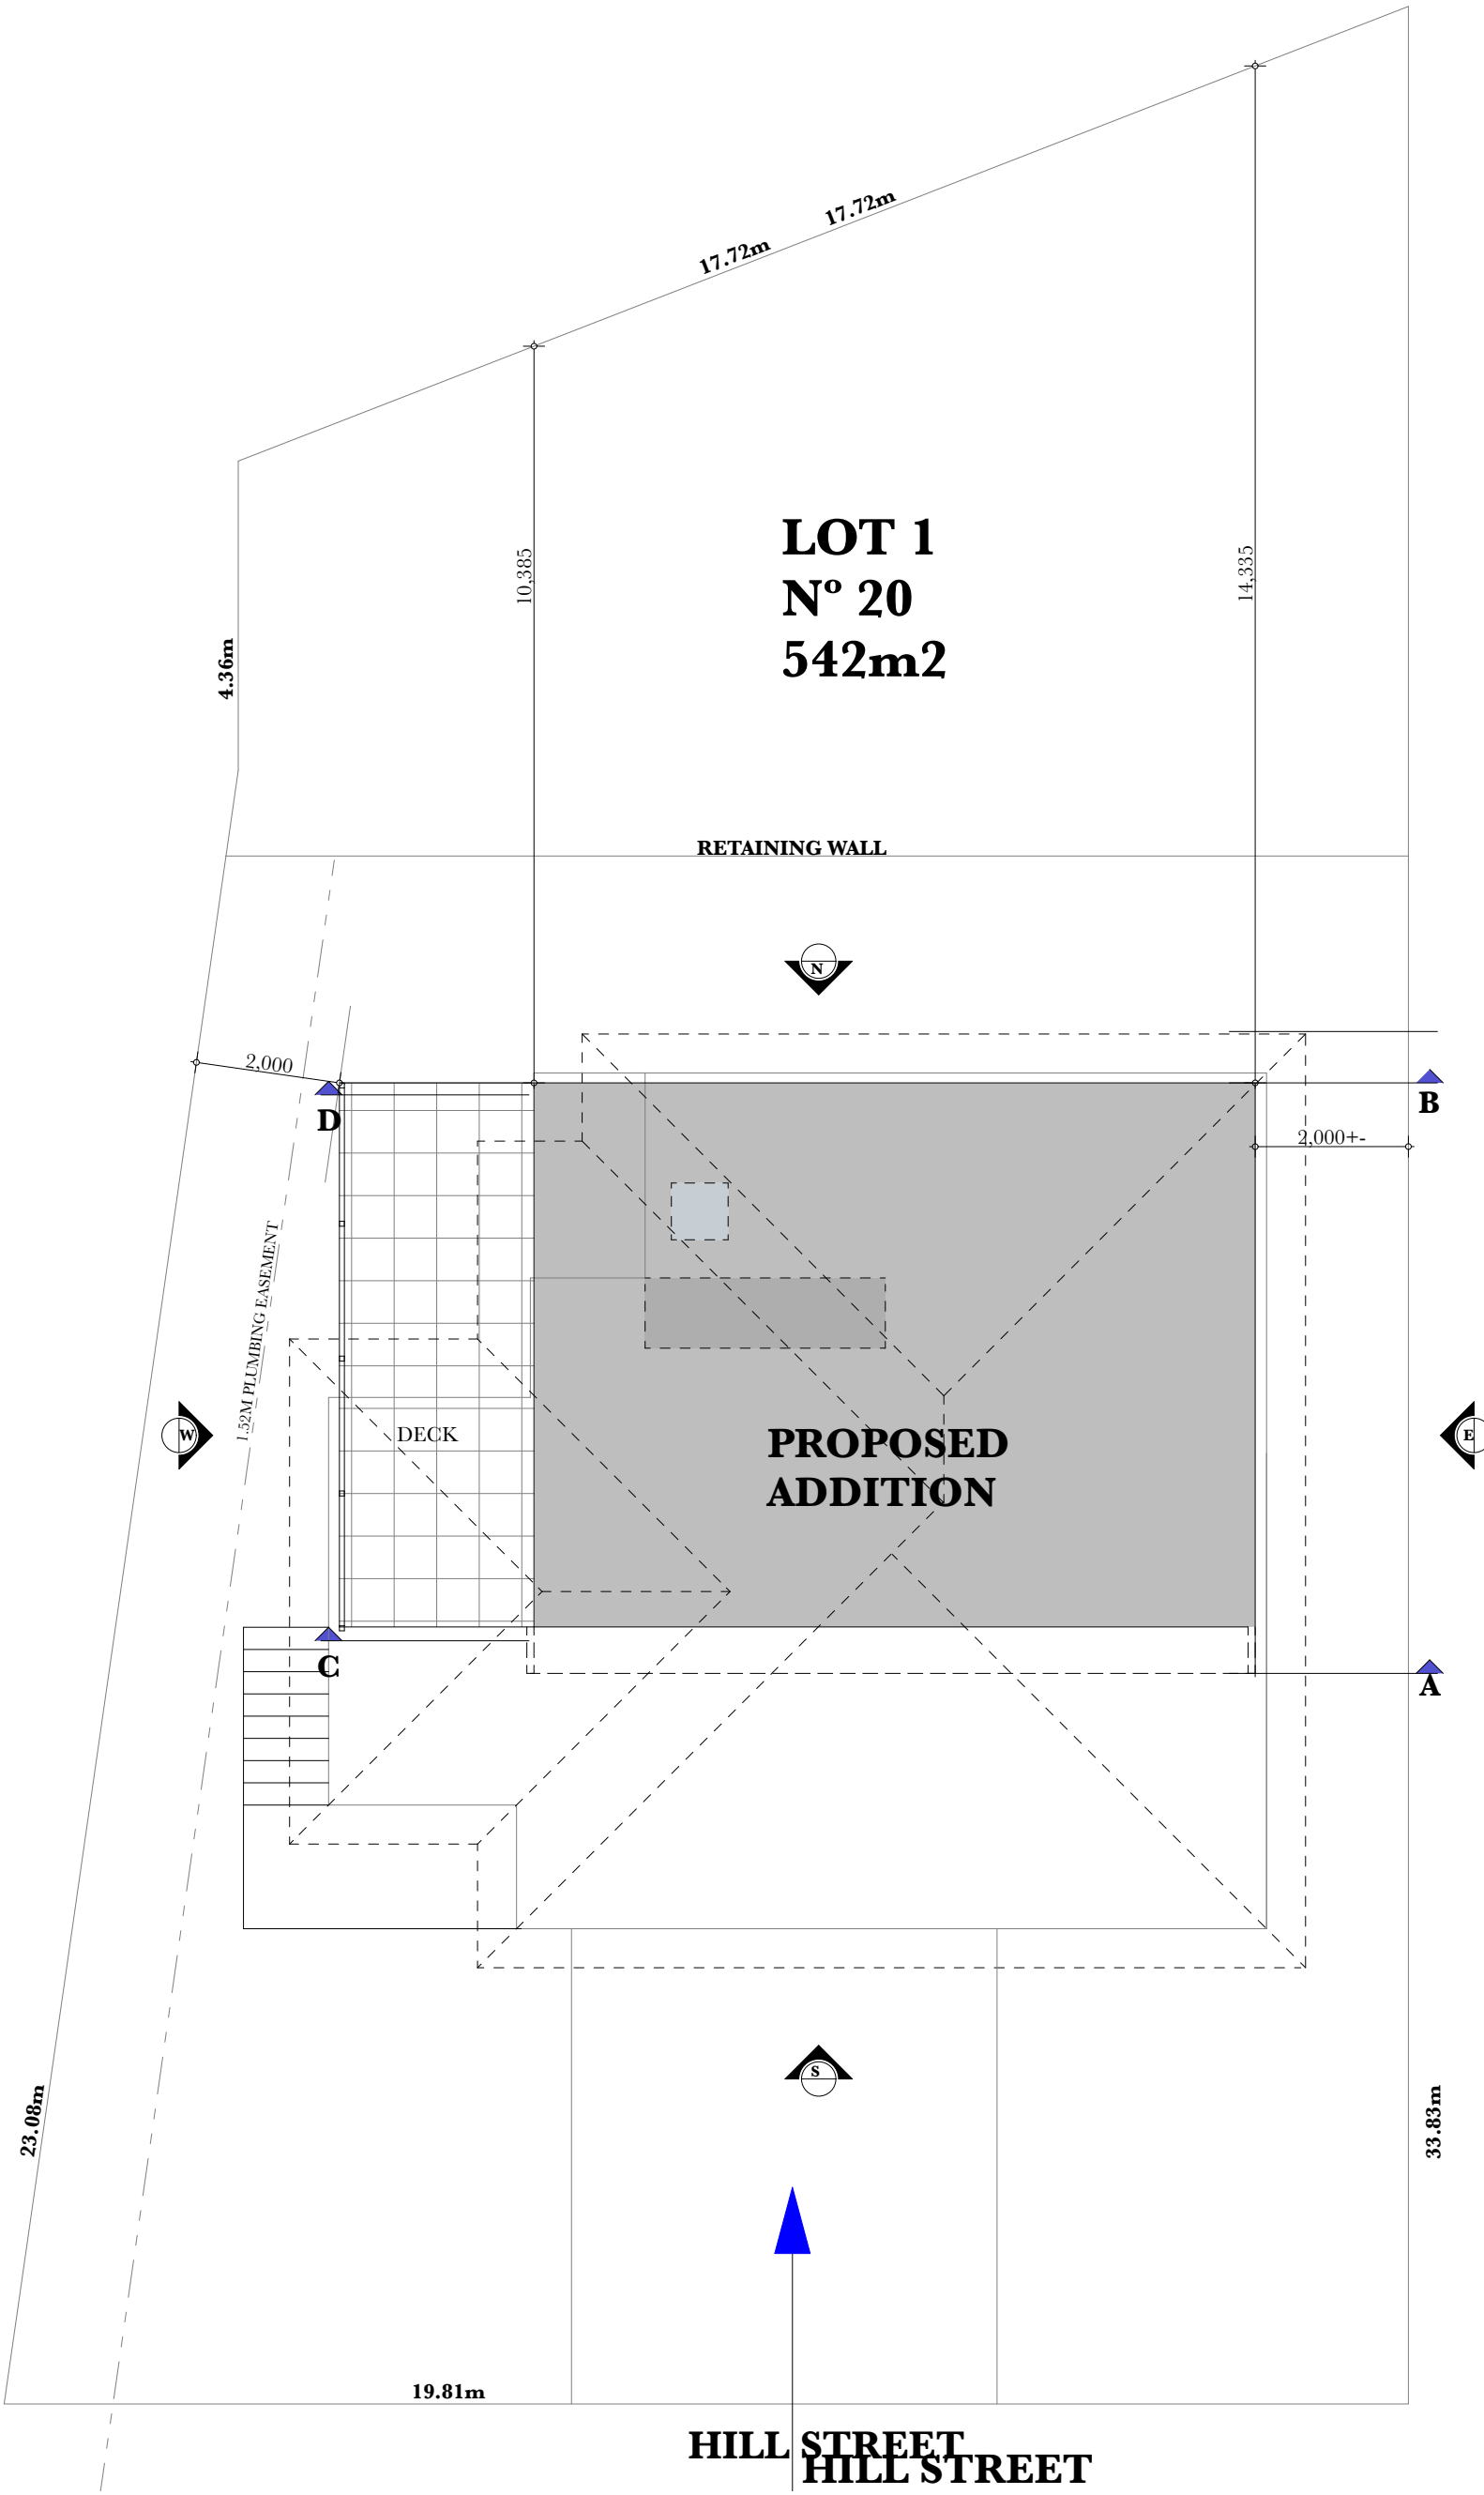 17.72m
17.72m
LOT 1
Nº 20
542m2
10,385
14,335
4.36m
RETAINING WALL
N
2,000
D
B
2,000+-
1.52M PLUMBING EASEMENT
W
DECK
E
PROPOSED
ADDITION
C
A
S
23.08m
33.83m
19.81m
HILL STREET
HILL STREET